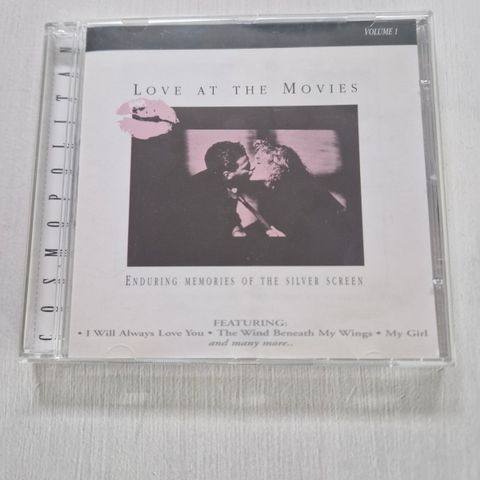 VOLUME 1
LOVE AT THE MOVIES
ENDURING MEMORIES OF THE SILVER SCREEN
FEATURING:
• I Will Always Love You • The Wind Beneath My Wings • My Girl
and many more..
COSMOPOLITAN